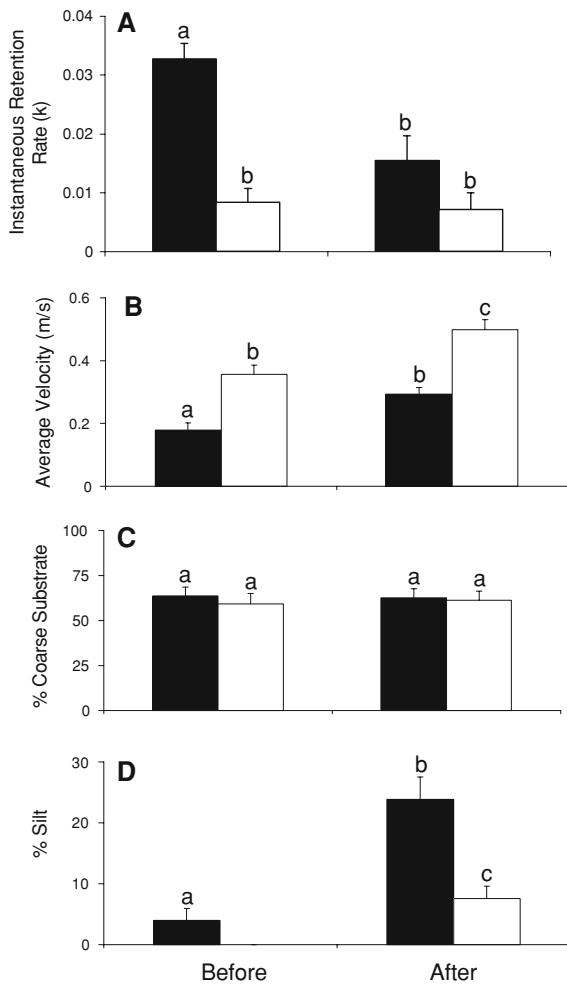 A
Instantaneous Retention
Rate (k)
0.04
0.03
0.02
0.01
0
a
b
b
b
B
Average Velocity (m/s)
0.6
0.4
0.2
0
a
b
b
c
C
% Coarse Substrate
100
75
50
25
0
a
a
a
a
D
% Silt
30
20
10
0
a
b
c
Before
After